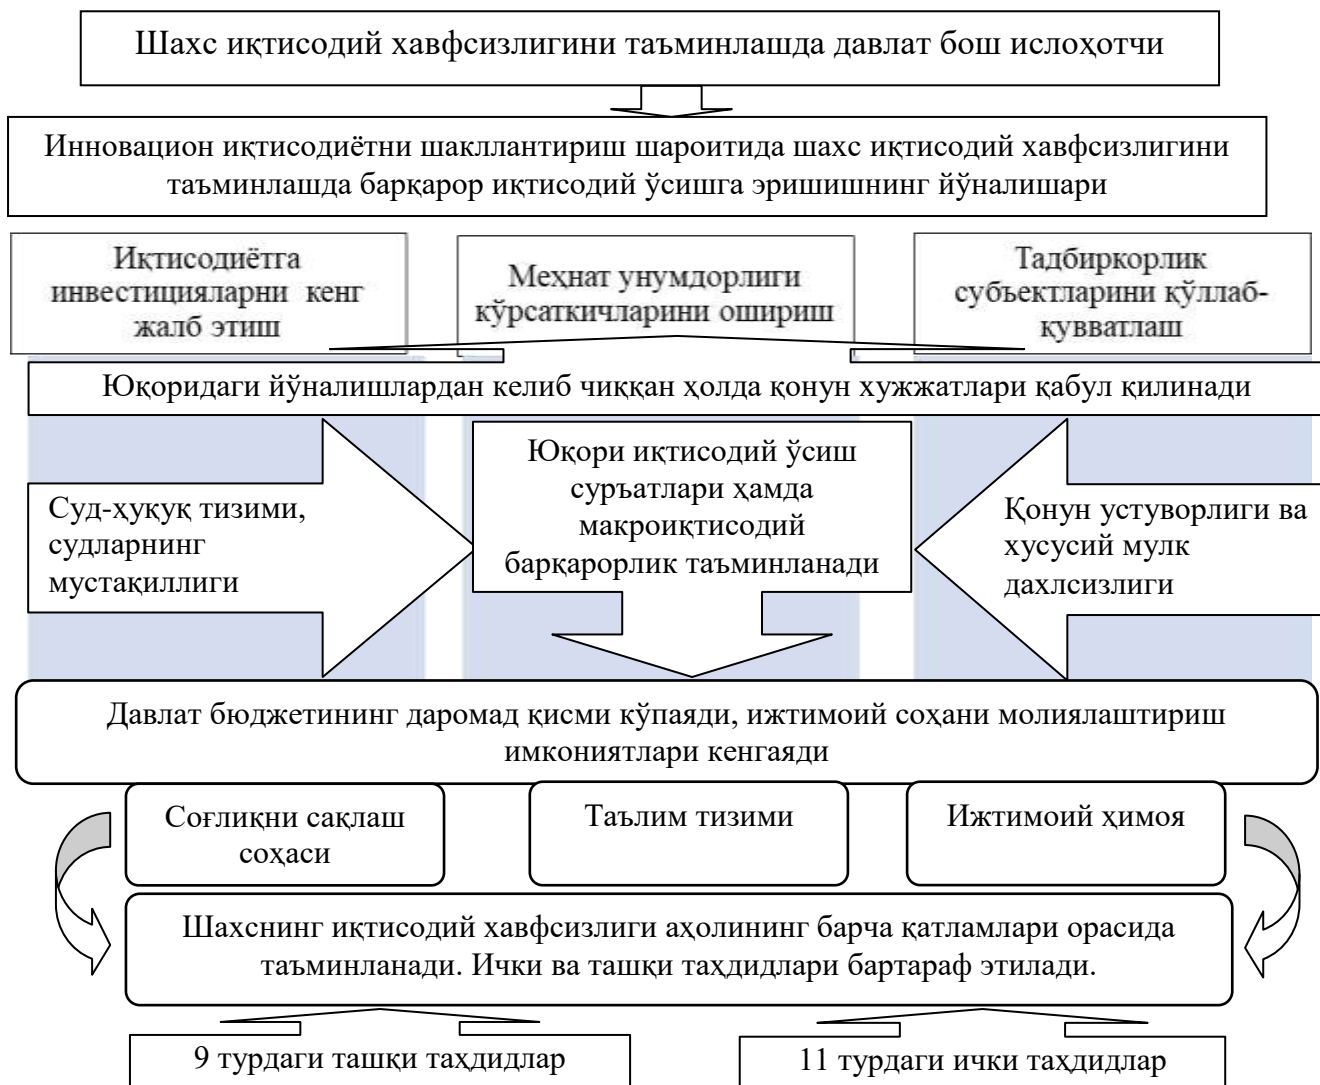 Шахс иқтисодий хавфсизлигини таъминлашда давлат бош ислоҳотчи
Инновацион иқтисодиётни шакллантириш шароитида шахс иқтисодий хавфсизлигини
таъминлашда барқарор иқтисодий ўсишга эришишнинг йўналишари
Иқтисодиётга
инвестицияларни кенг
жалб этиш
Меҳнат унумдорлиги
кўрсаткичларини ошириш
Тадбиркорлик
субъектларини қўллаб-
қувватлаш
Юқоридаги йўналишлардан келиб чиққан ҳолда қонун хужжатлари қабул қилинади
Суд-ҳуқуқ тизими,
судларнинг
мустақиллиги
Юқори иқтисодий ўсиш
суръатлари ҳамда
макроиқтисодий
барқарорлик таъминланади
Қонун устуворлиги ва
хусусий мулк
дахлсизлиги
Давлат бюджетининг даромад қисми кўпаяди, ижтимоий соҳани молиялаштириш
имкониятлари кенгаяди
Соғлиқни сақлаш
соҳаси
Таълим тизими
Ижтимоий ҳимоя
Шахснинг иқтисодий хавфсизлиги аҳолининг барча қатламлари орасида
таъминланади. Ички ва ташқи таҳдидлари бартараф этилади.
9 турдаги ташқи таҳдидлар
11 турдаги ички таҳдидлар